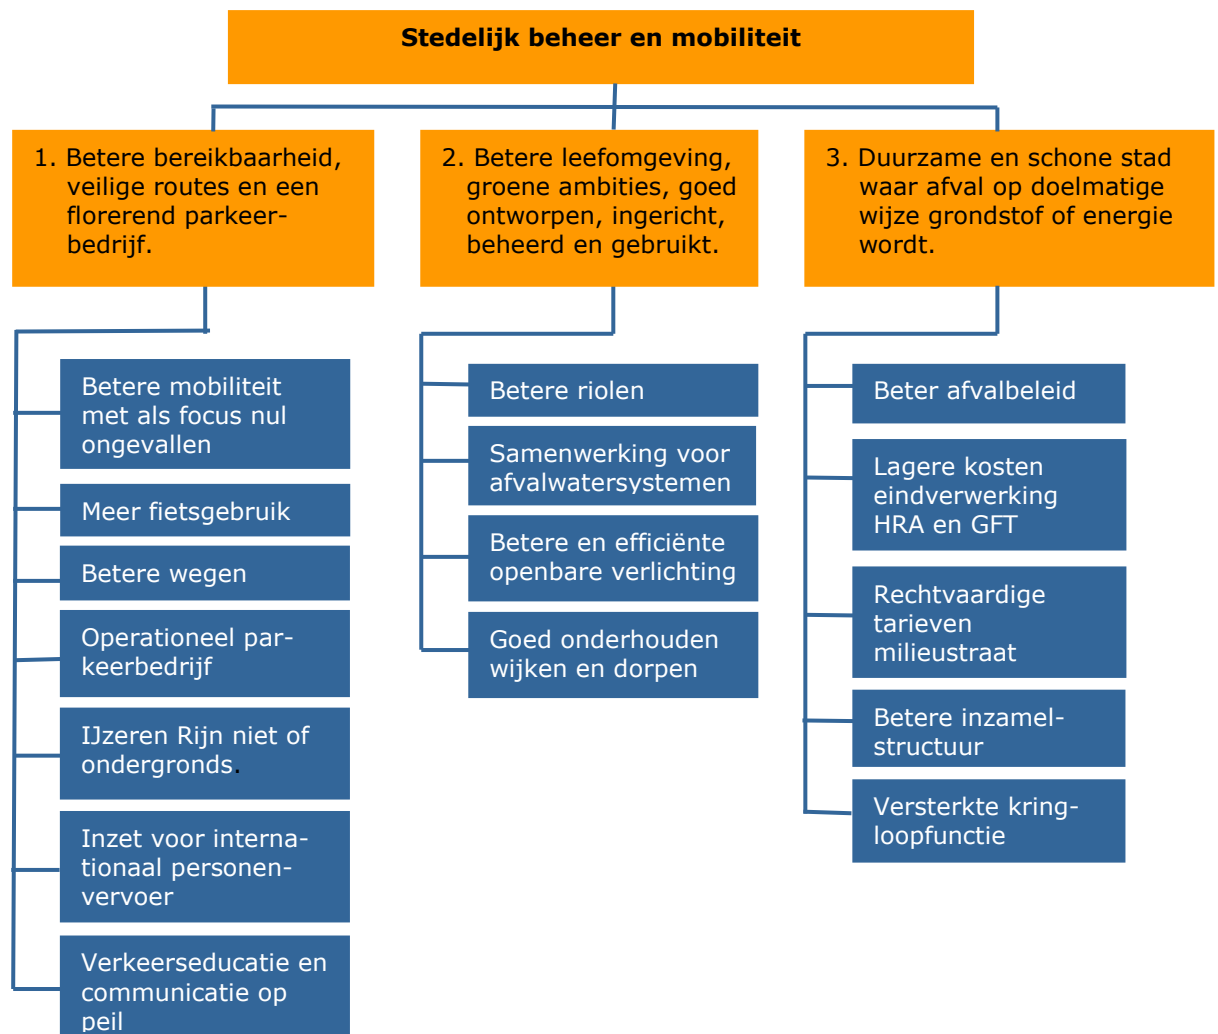 Stedelijk beheer en mobiliteit
1. Betere bereikbaarheid,
veilige routes en een
florerend parkeer-
bedrijf.
Betere mobiliteit
met als focus nul
ongevallen
Meer fietsgebruik
Betere wegen
Operationeel par-
keerbedrijf
IJzeren Rijn niet of
ondergronds.
Inzet voor interna-
tionaal personen-
vervoer
Verkeerseducatie en
communicatie op
peil
2. Betere leefomgeving,
groene ambities, goed
ontworpen, ingericht,
beheerd en gebruikt.
Betere riolen
Samenwerking voor
afvalwatersystemen
Betere en efficiënte
openbare verlichting
Goed onderhouden
wijken en dorpen
3. Duurzame en schone stad
waar afval op doelmatige
wijze grondstof of energie
wordt.
Beter afvalbeleid
Lagere kosten
eindverwerking
HRA en GFT
Rechtvaardige
tarieven
milieustraat
Betere inzamel-
structuur
Versterkte kring-
loopfunctie